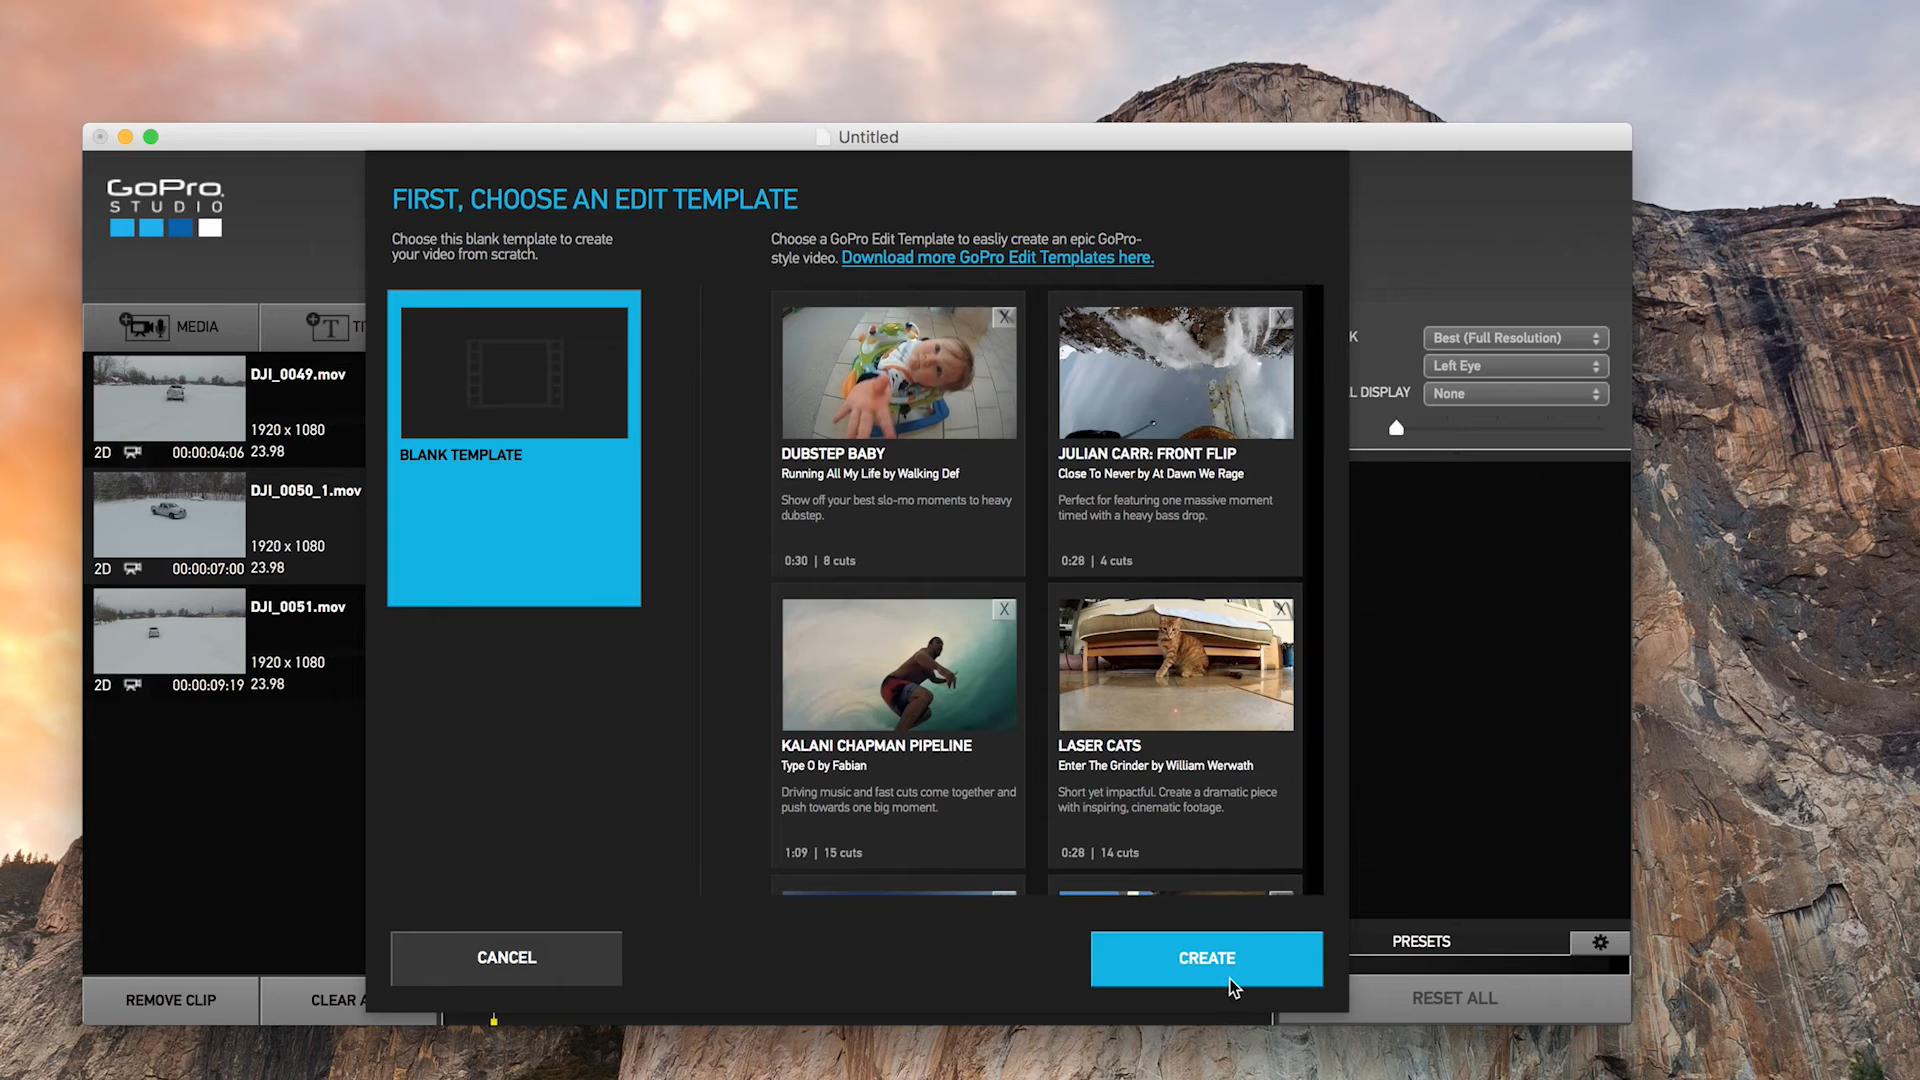 Untitled
GoPro
STUDIO
FIRST, CHOOSE AN EDIT TEMPLATE
Choose this blank template to create
your video from scratch.
Choose a GoPro Edit Template to easliy create an epic GoPro-
style video. Download more GoPro Edit Templates here.
MEDIA
T
TI
K
Best (Full Resolution)
Left Eye
L DISPLAY
None
DJI_0049.mov
1920 x 1080
2D
00:00:04:06
23.98
DJI_0050_1.mov
1920 x 1080
2D
00:00:07:00
23.98
DJI_0051.mov
1920 x 1080
2D
00:00:09:19
23.98
BLANK TEMPLATE
X
DUBSTEP BABY
Running All My Life by Walking Def
Show off your best slo-mo moments to heavy
dubstep.
0:30 | 8 cuts
X
JULIAN CARR: FRONT FLIP
Close To Never by At Dawn We Rage
Perfect for featuring one massive moment
timed with a heavy bass drop.
0:28 | 4 cuts
X
KALANI CHAPMAN PIPELINE
Type O by Fabian
Driving music and fast cuts come together and
push towards one big moment.
1:09 | 15 cuts
X
LASER CATS
Enter The Grinder by William Werwath
Short yet impactful. Create a dramatic piece
with inspiring, cinematic footage.
0:28 | 14 cuts
CANCEL
CREATE
PRESETS
REMOVE CLIP
CLEAR A
RESET ALL